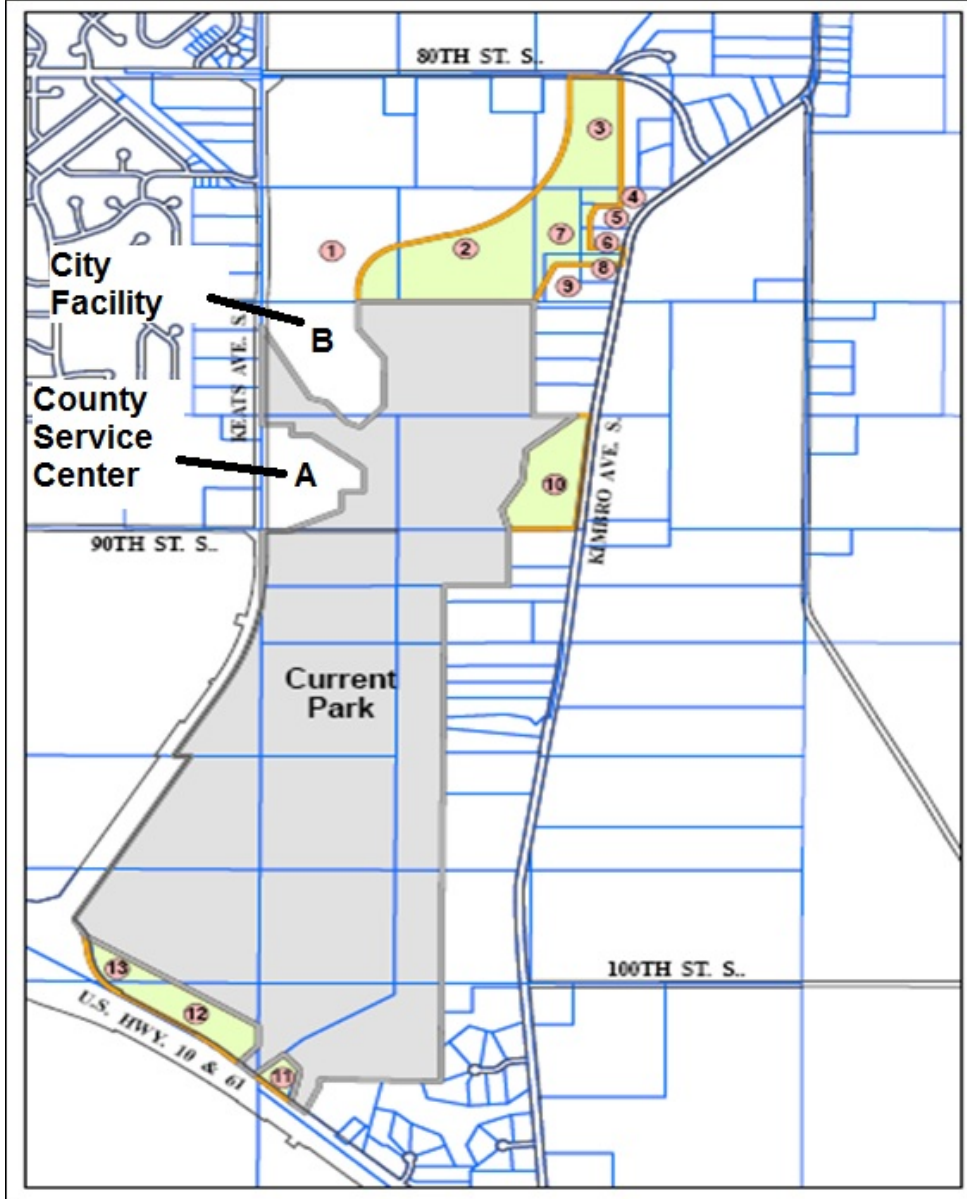 80TH ST. S..
3
4
5
1
2
7
6
City
Facility
8
9
B
KEATS AVE. S.
County
Service
Center
A
10
KIMBRO AVE. S.
90TH ST. S..
Current
Park
13
100TH ST. S..
12
U.S. HWY. 10 & 61
11